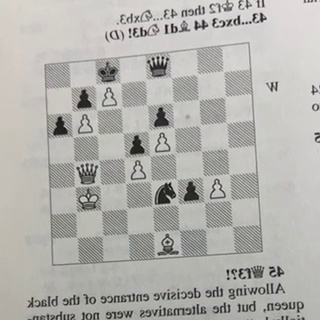 If 43 ♕f2 then 43...♘xb3.
43...bxc3 44 ♗d1 ♘d3! (D)
W
45 ♕f3?!
Allowing the decisive entrance of the black
queen, but the alternatives were not substan-